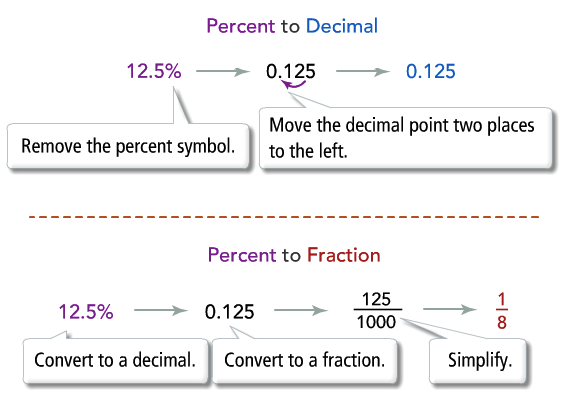 Percent to Decimal
12.5% → 0.125 → 0.125
Remove the percent symbol.
Move the decimal point two places
to the left.
Percent to Fraction
12.5% → 0.125 → 125/1000 → 1/8
Convert to a decimal.
Convert to a fraction.
Simplify.